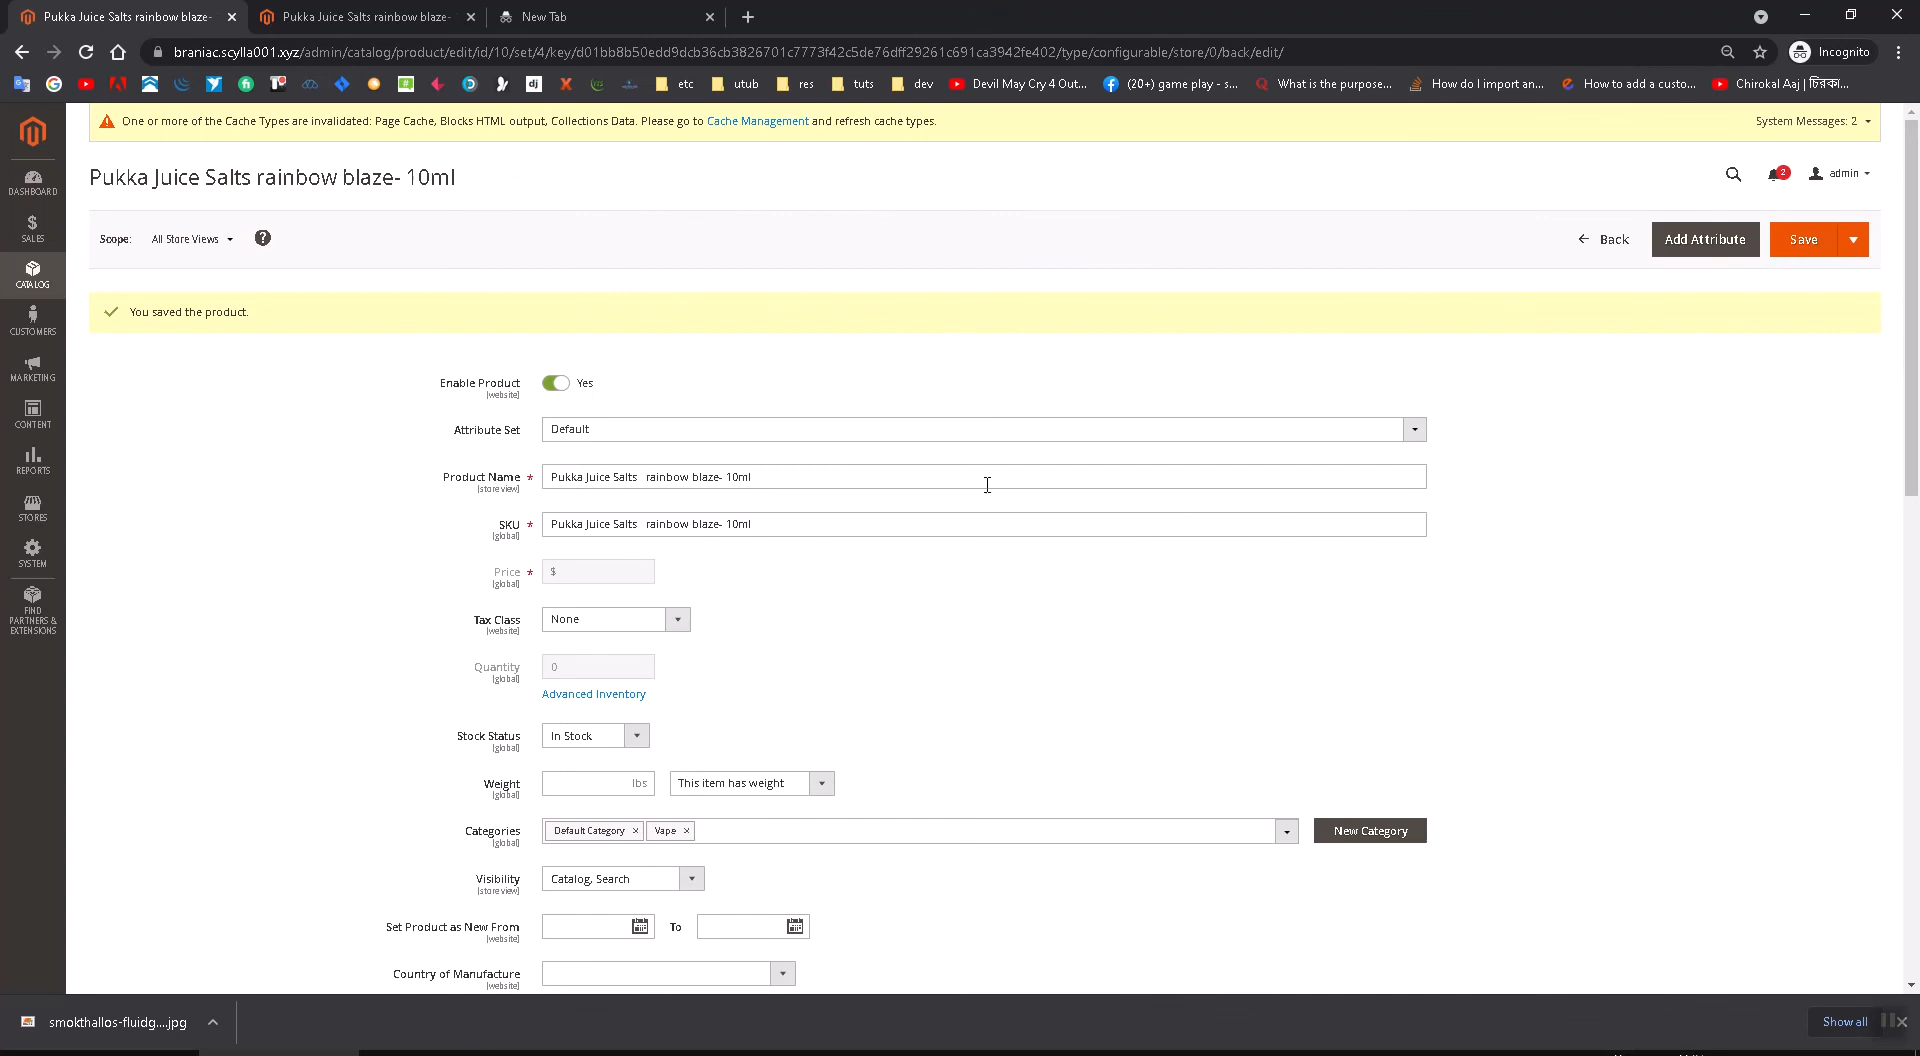 Pukka Juice Salts rainbow blaze-
Pukka Juice Salts rainbow blaze-
New Tab
braniac.scylla001.xyz/admin/catalog/product/edit/id/10/set/4/key/d01bb8b50edd9dcb36cb3826701c7773f42c5de76dff29261c691ca3942fe402/type/configurable/store/0/back/edit/
Incognito
etc
utub
res
tuts
dev
Devil May Cry 4 Out...
(20+) game play - s...
What is the purpose...
How do I import an...
How to add a custo...
Chirokal Aaj |
One or more of the Cache Types are invalidated: Page Cache, Blocks HTML output, Collections Data. Please go to Cache Management and refresh cache types.
System Messages: 2
Pukka Juice Salts rainbow blaze- 10ml
2
admin
Scope:
All Store Views
?
Back
Add Attribute
Save
You saved the product.
DASHBOARD
SALES
CATALOG
CUSTOMERS
MARKETING
CONTENT
REPORTS
STORES
SYSTEM
FIND
PARTNERS &
EXTENSIONS
Enable Product
[website]
Yes
Attribute Set
Default
Product Name *
[store view]
Pukka Juice Salts rainbow blaze- 10ml
SKU *
[global]
Pukka Juice Salts rainbow blaze- 10ml
Price *
[global]
$
Tax Class
[website]
None
Quantity
[global]
0
Advanced Inventory
Stock Status
[global]
In Stock
Weight
[global]
lbs
This item has weight
Categories
[global]
Default Category ×
Vape ×
New Category
Visibility
[store view]
Catalog, Search
Set Product as New From
[website]
To
Country of Manufacture
[website]
smokthallos-fluidg....jpg
Show all